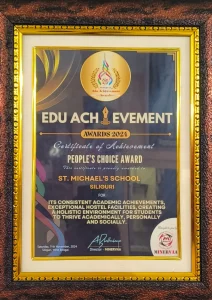 EDU ACHIEVEMENT
AWARDS 2024
Certificate of Achievement
PEOPLE'S CHOICE AWARD
This certificate is proudly awarded to
ST. MICHAEL'S SCHOOL
SILIGURI
FOR
ITS CONSISTENT ACADEMIC ACHIEVEMENTS,
EXCEPTIONAL HOSTEL FACILITIES, CREATING
A HOLISTIC ENVIRONMENT FOR STUDENTS
TO THRIVE ACADEMICALLY, PERSONALLY
AND SOCIALLY.